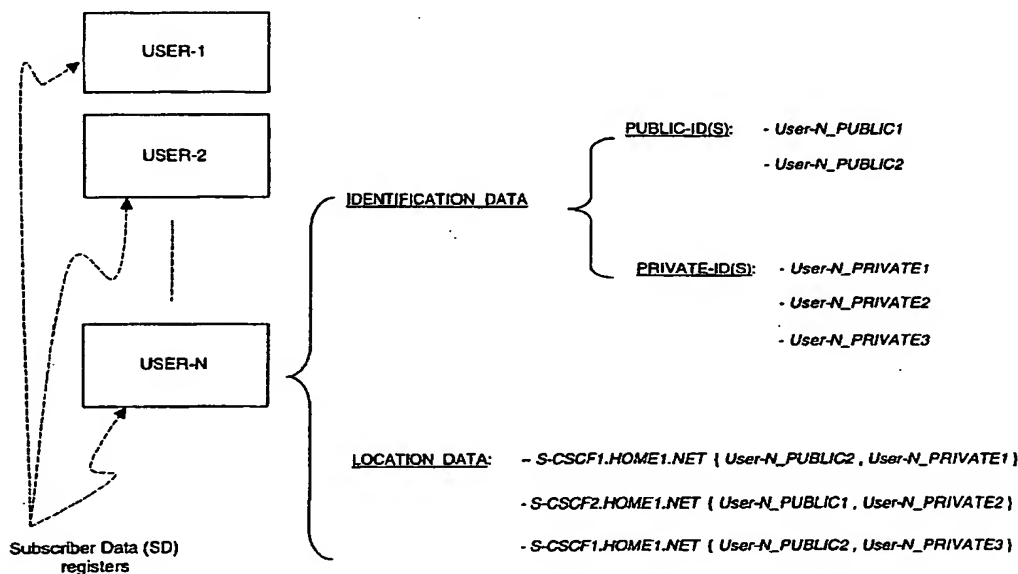 USER-1
USER-2
USER-N
Subscriber Data (SD)
registers
IDENTIFICATION DATA
PUBLIC-ID(S): - User-N_PUBLIC1
- User-N_PUBLIC2
PRIVATE-ID(S): - User-N_PRIVATE1
- User-N_PRIVATE2
- User-N_PRIVATE3
LOCATION DATA: - S-CSCF1.HOME1.NET { User-N_PUBLIC2 , User-N_PRIVATE1 }
- S-CSCF2.HOME1.NET { User-N_PUBLIC1 , User-N_PRIVATE2 }
- S-CSCF1.HOME1.NET { User-N_PUBLIC2 , User-N_PRIVATE3 }